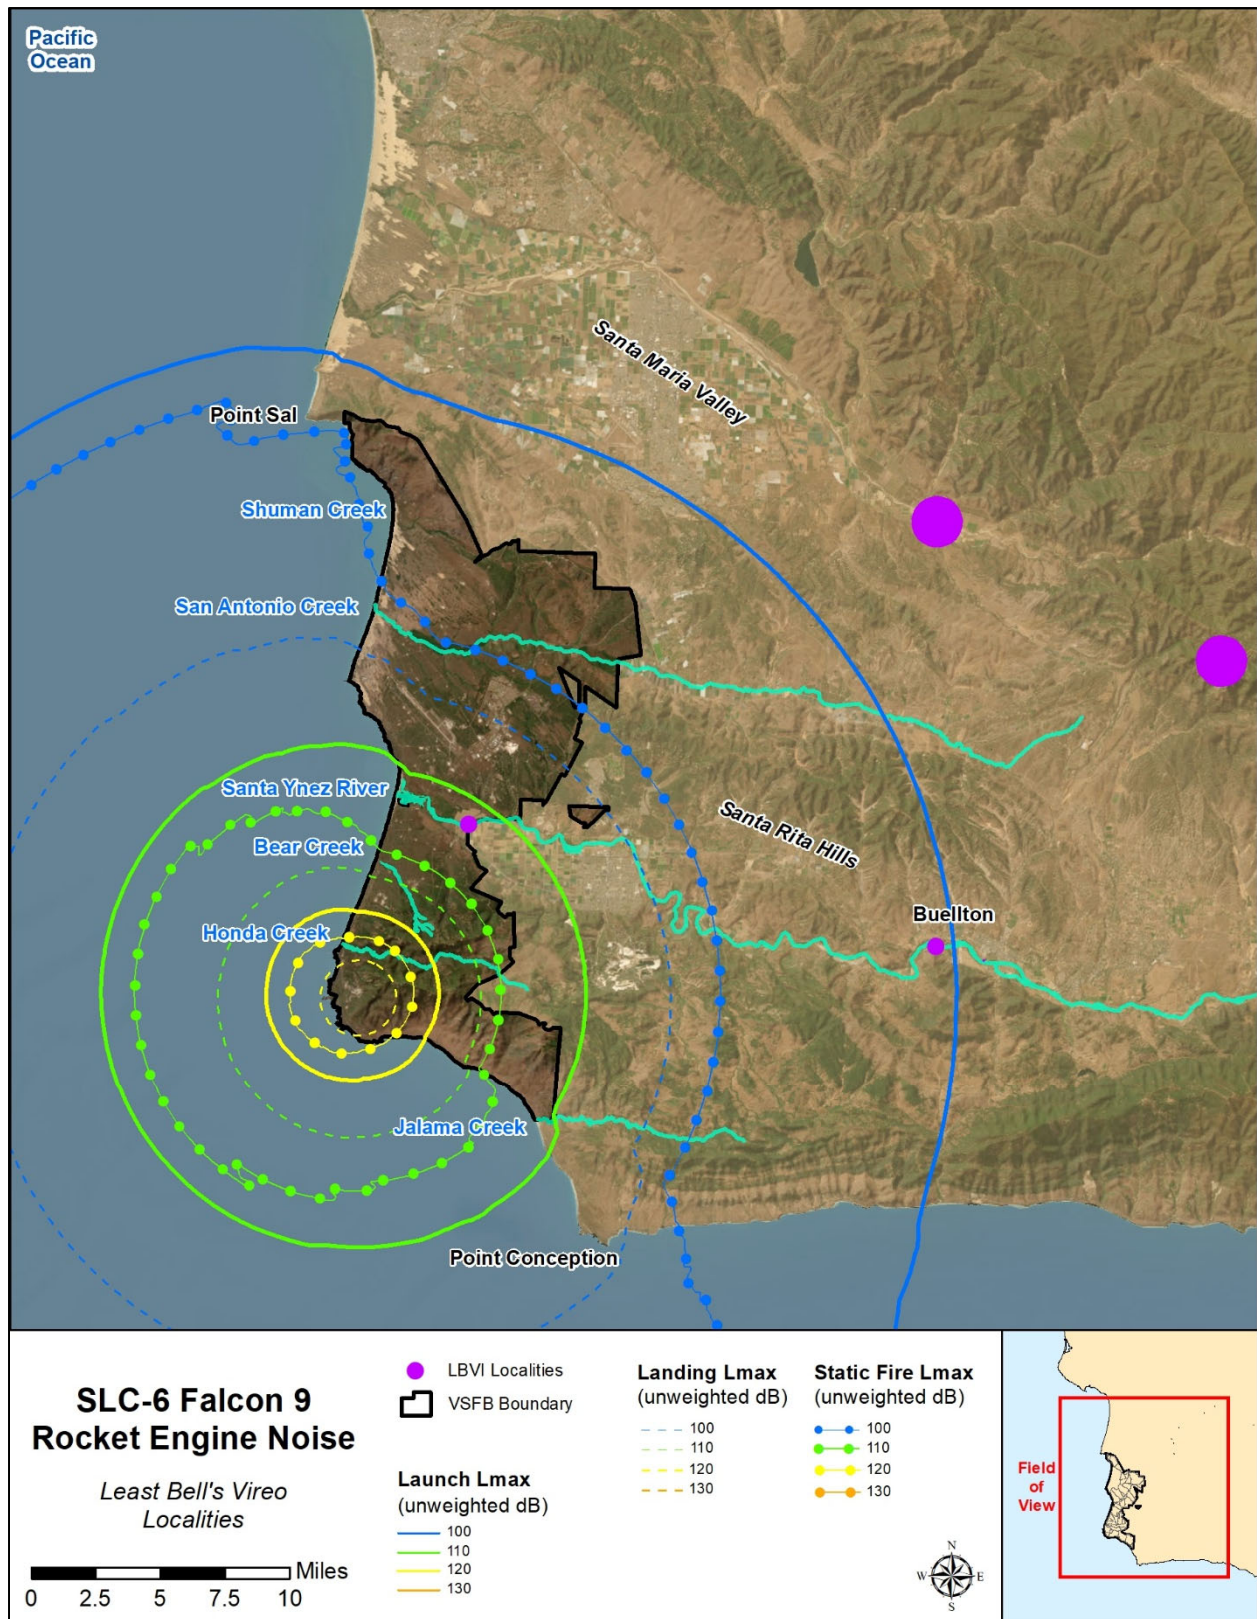 Pacific
Ocean
Santa Maria Valley
Point Sal
Shuman Creek
San Antonio Creek
Santa Ynez River
Bear Creek
Santa Rita Hills
Honda Creek
Buellton
Jalama Creek
Point Conception
SLC-6 Falcon 9
Rocket Engine Noise
Least Bell's Vireo
Localities
Miles
0 2.5 5 7.5 10
LBVI Localities
VSFB Boundary
Launch Lmax
(unweighted dB)
100
110
120
130
Landing Lmax
(unweighted dB)
100
110
120
130
Static Fire Lmax
(unweighted dB)
100
110
120
130
N
W E
S
Field
of
View